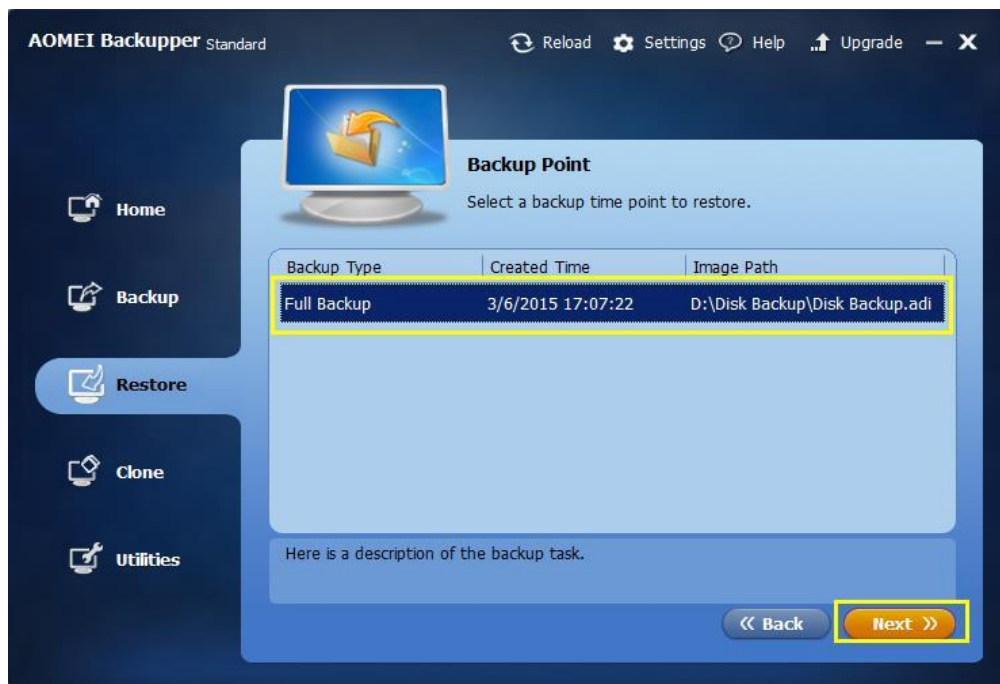 AOMEI Backupper Standard
Reload Settings Help Upgrade
Backup Point
Select a backup time point to restore.
Home
Backup
Restore
Clone
Utilities
Backup Type Created Time Image Path
Full Backup 3/6/2015 17:07:22 D:\Disk Backup\Disk Backup.adi
Here is a description of the backup task.
Back Next